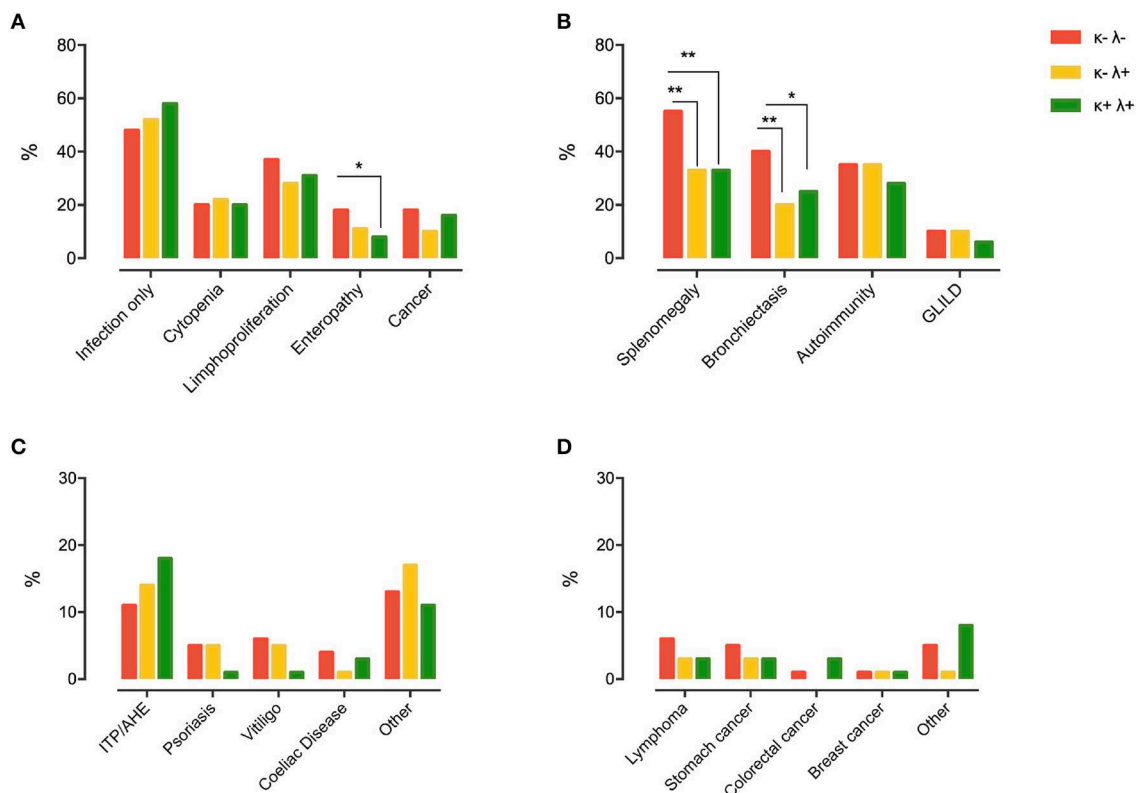 A
80
60
40
20
0
%
*
Infection only
Cytopenia
Limphoproliferation
Enteropathy
Cancer
B
80
60
40
20
0
%
**
**
*
**
Splenomegaly
Bronchiectasis
Autoimmunity
GLILD
κ- λ-
κ- λ+
κ+ λ+
C
30
20
10
0
%
ITP/AHE
Psoriasis
Vitiligo
Coeliac Disease
Other
D
30
20
10
0
%
Lymphoma
Stomach cancer
Colorectal cancer
Breast cancer
Other